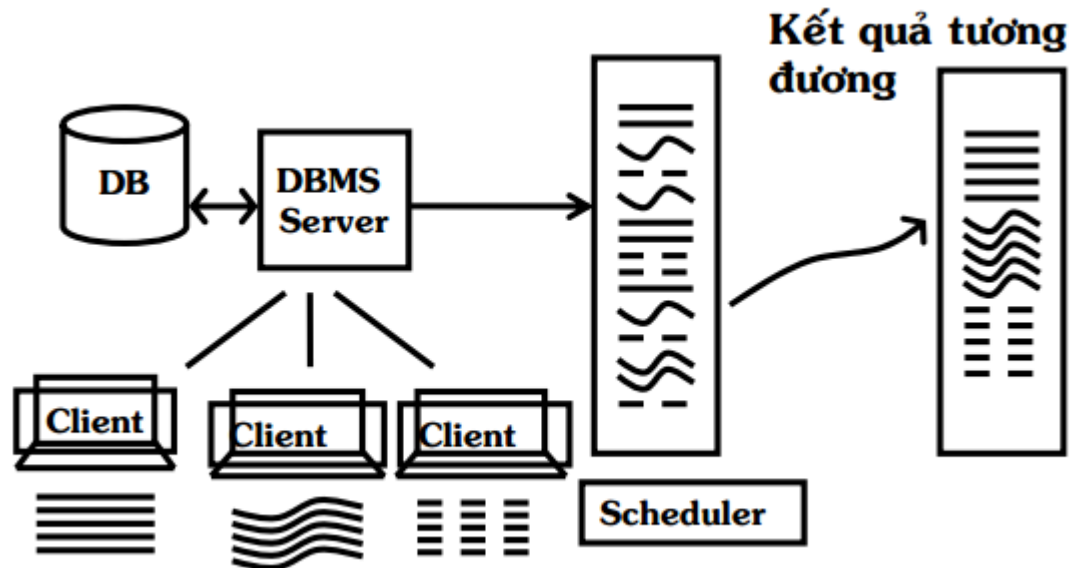 Kết quả tương
đương
DB
DBMS
Server
Client
Client
Client
Scheduler